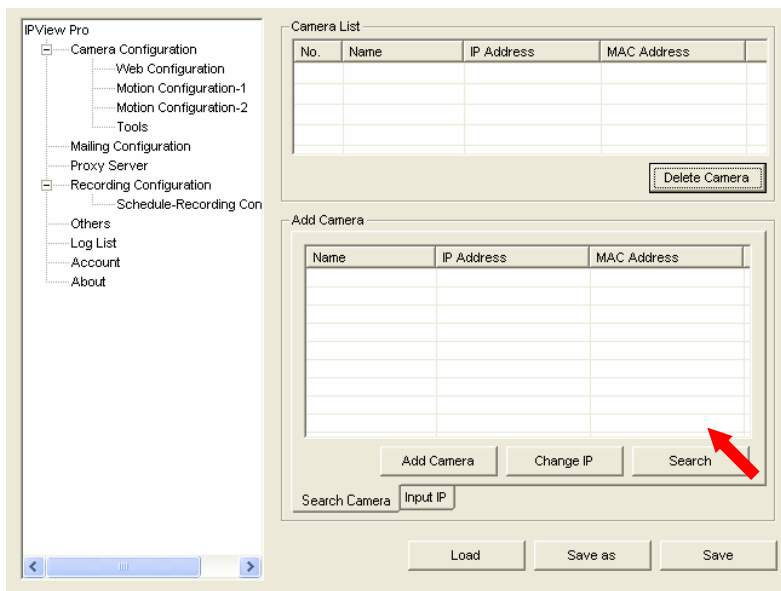 IPView Pro
Camera Configuration
Web Configuration
Motion Configuration-1
Motion Configuration-2
Tools
Mailing Configuration
Proxy Server
Recording Configuration
Schedule-Recording Con
Others
Log List
Account
About
Camera List
No. Name IP Address MAC Address
Delete Camera
Add Camera
Name IP Address MAC Address
Add Camera Change IP Search
Search Camera Input IP
Load Save as Save